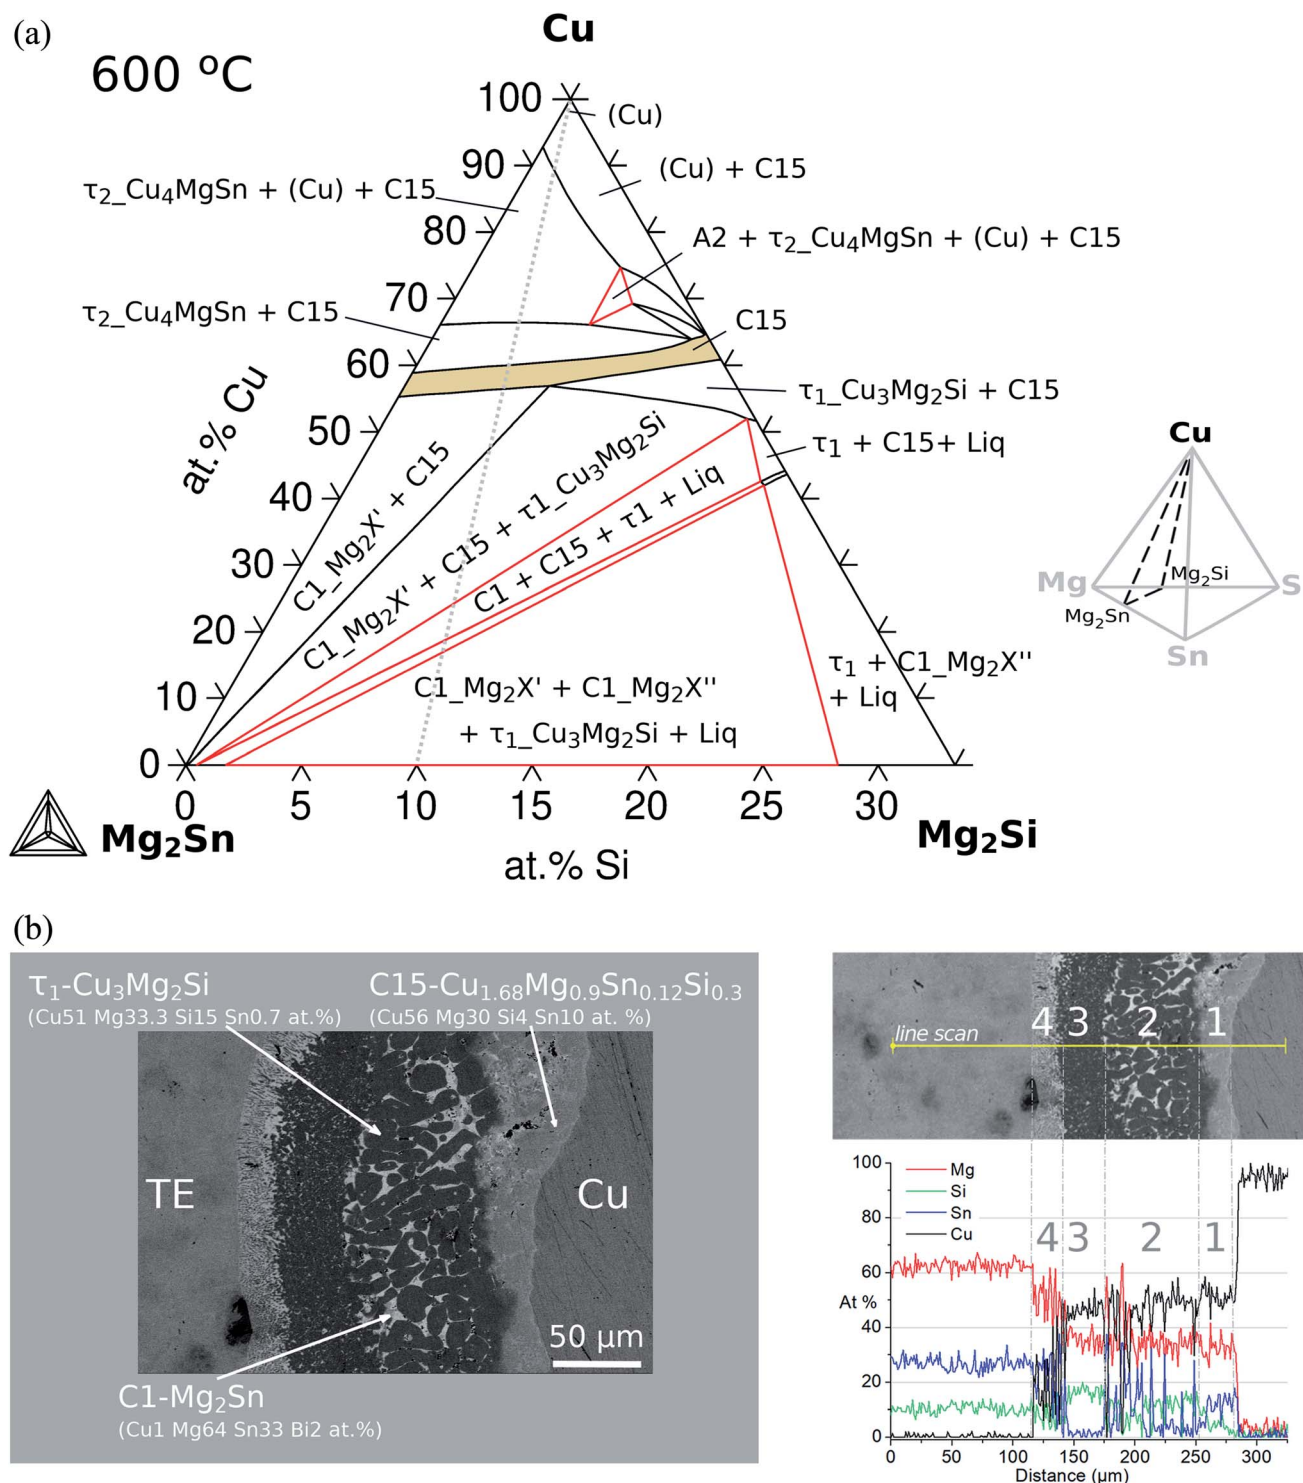 (a)
Cu
600 ºC
100
(Cu)
90
(Cu) + C15
τ₂_Cu4MgSn + (Cu) + C15
80
A2 + τ₂_Cu4MgSn + (Cu) + C15
70
τ₂_Cu4MgSn + C15
C15
60
τ₁_Cu3Mg2Si + C15
at.% Cu
50
τ₁ + C15+ Liq
Cu
40
C1_Mg2X' + C15
C1_Mg2X' + C15 + τ1_Cu3Mg2Si
C1 + C15 + τ1 + Liq
30
Mg
Mg₂Si
S
Mg₂Sn
Sn
20
τ₁ + C1_Mg2X''
+ Liq
10
C1_Mg2X' + C1_Mg2X''
+ τ₁_Cu3Mg2Si + Liq
0
0 5 10 15 20 25 30
Mg₂Sn
Mg₂Si
at.% Si
(b)
τ₁-Cu₃Mg₂Si
(Cu51 Mg33.3 Si15 Sn0.7 at.%)
C15-Cu₁.₆₈Mg₀.₉Sn₀.₁₂Si₀.₃
(Cu56 Mg30 Si4 Sn10 at. %)
TE
Cu
50 µm
C1-Mg₂Sn
(Cu1 Mg64 Sn33 Bi2 at.%)
line scan
4 3 2 1
100
80
60
At %
40
20
0
Mg
Si
Sn
Cu
4 3 2 1
0 50 100 150 200 250 300
Distance (µm)